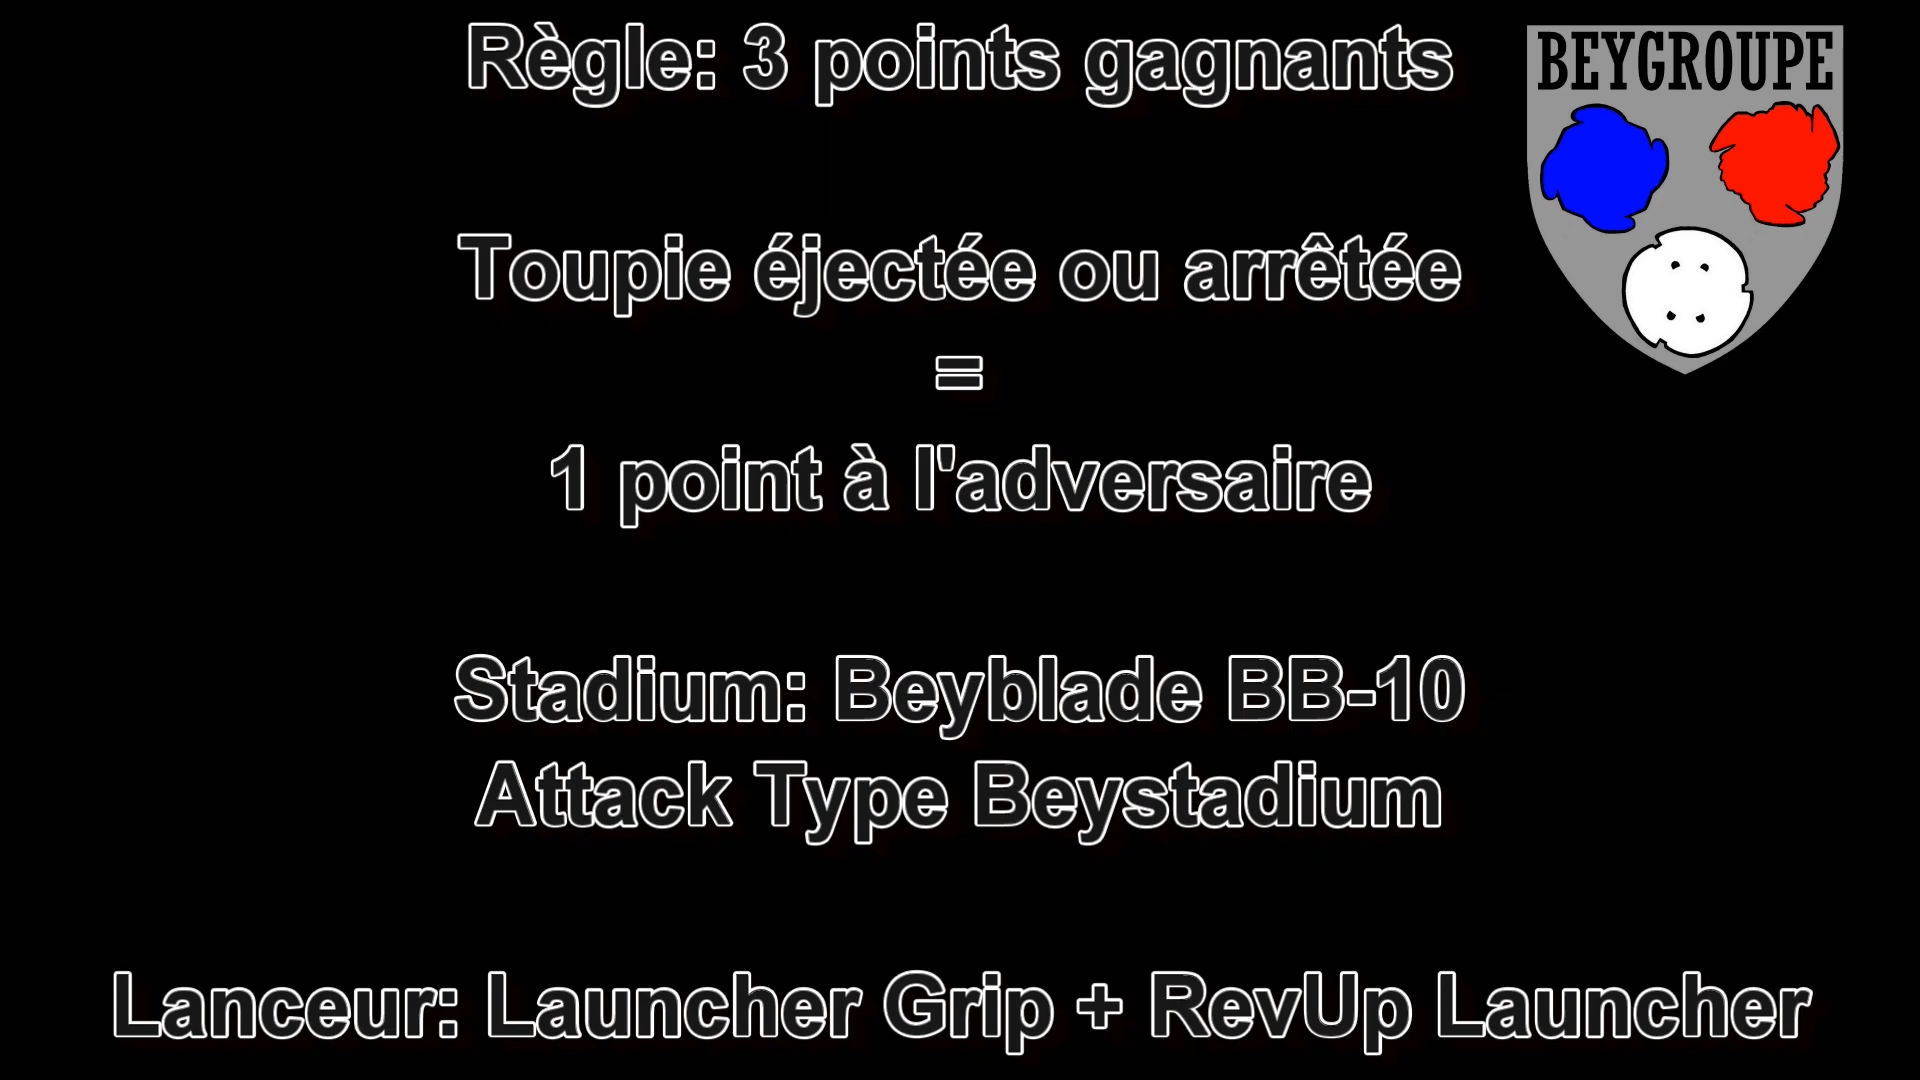 Règle: 3 points gagnants
BEYGROUPE
Toupie éjectée ou arrêtée
=
1 point à l'adversaire
Stadium: Beyblade BB-10
Attack Type Beystadium
Lanceur: Launcher Grip + RevUp Launcher